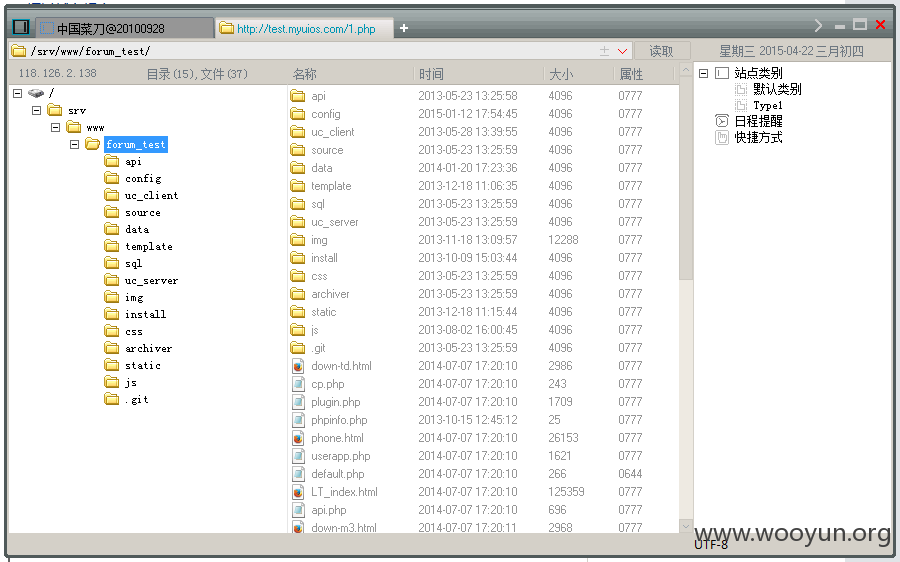 中国菜刀@20100928
http://test.myuios.com/1.php
+
/srv/www/forum_test/
读取
星期三 2015-04-22 三月初四
118.126.2.138
目录(15),文件(37)
名称 时间 大小 属性
/
srv
www
forum_test
api
config
uc_client
source
data
template
sql
uc_server
img
install
css
archiver
static
js
.git
api 2013-05-23 13:25:58 4096 0777
config 2015-01-12 17:54:45 4096 0777
uc_client 2013-05-28 13:39:55 4096 0777
source 2013-05-23 13:25:59 4096 0777
data 2014-01-20 17:23:36 4096 0777
template 2013-12-18 11:06:35 4096 0777
sql 2013-05-23 13:25:59 4096 0777
uc_server 2013-05-23 13:25:59 4096 0777
img 2013-11-18 13:09:57 12288 0777
install 2013-10-09 15:03:44 4096 0777
css 2013-05-23 13:25:59 4096 0777
archiver 2013-05-23 13:25:59 4096 0777
static 2013-12-18 11:15:44 4096 0777
js 2013-08-02 16:00:45 4096 0777
.git 2013-05-23 13:25:59 4096 0777
down-td.html 2014-07-07 17:20:10 2986 0777
cp.php 2014-07-07 17:20:10 243 0777
plugin.php 2014-07-07 17:20:10 1709 0777
phpinfo.php 2013-10-15 12:45:12 25 0777
phone.html 2014-07-07 17:20:10 26153 0777
userapp.php 2014-07-07 17:20:10 1621 0777
default.php 2014-07-07 17:20:10 266 0644
LT_index.html 2014-07-07 17:20:10 125359 0777
api.php 2014-07-07 17:20:10 696 0777
down-m3.html 2014-07-07 17:20:11 2968 0777
站点类别
默认类别
Type1
日程提醒
快捷方式
www.wooyun.org
UTF-8